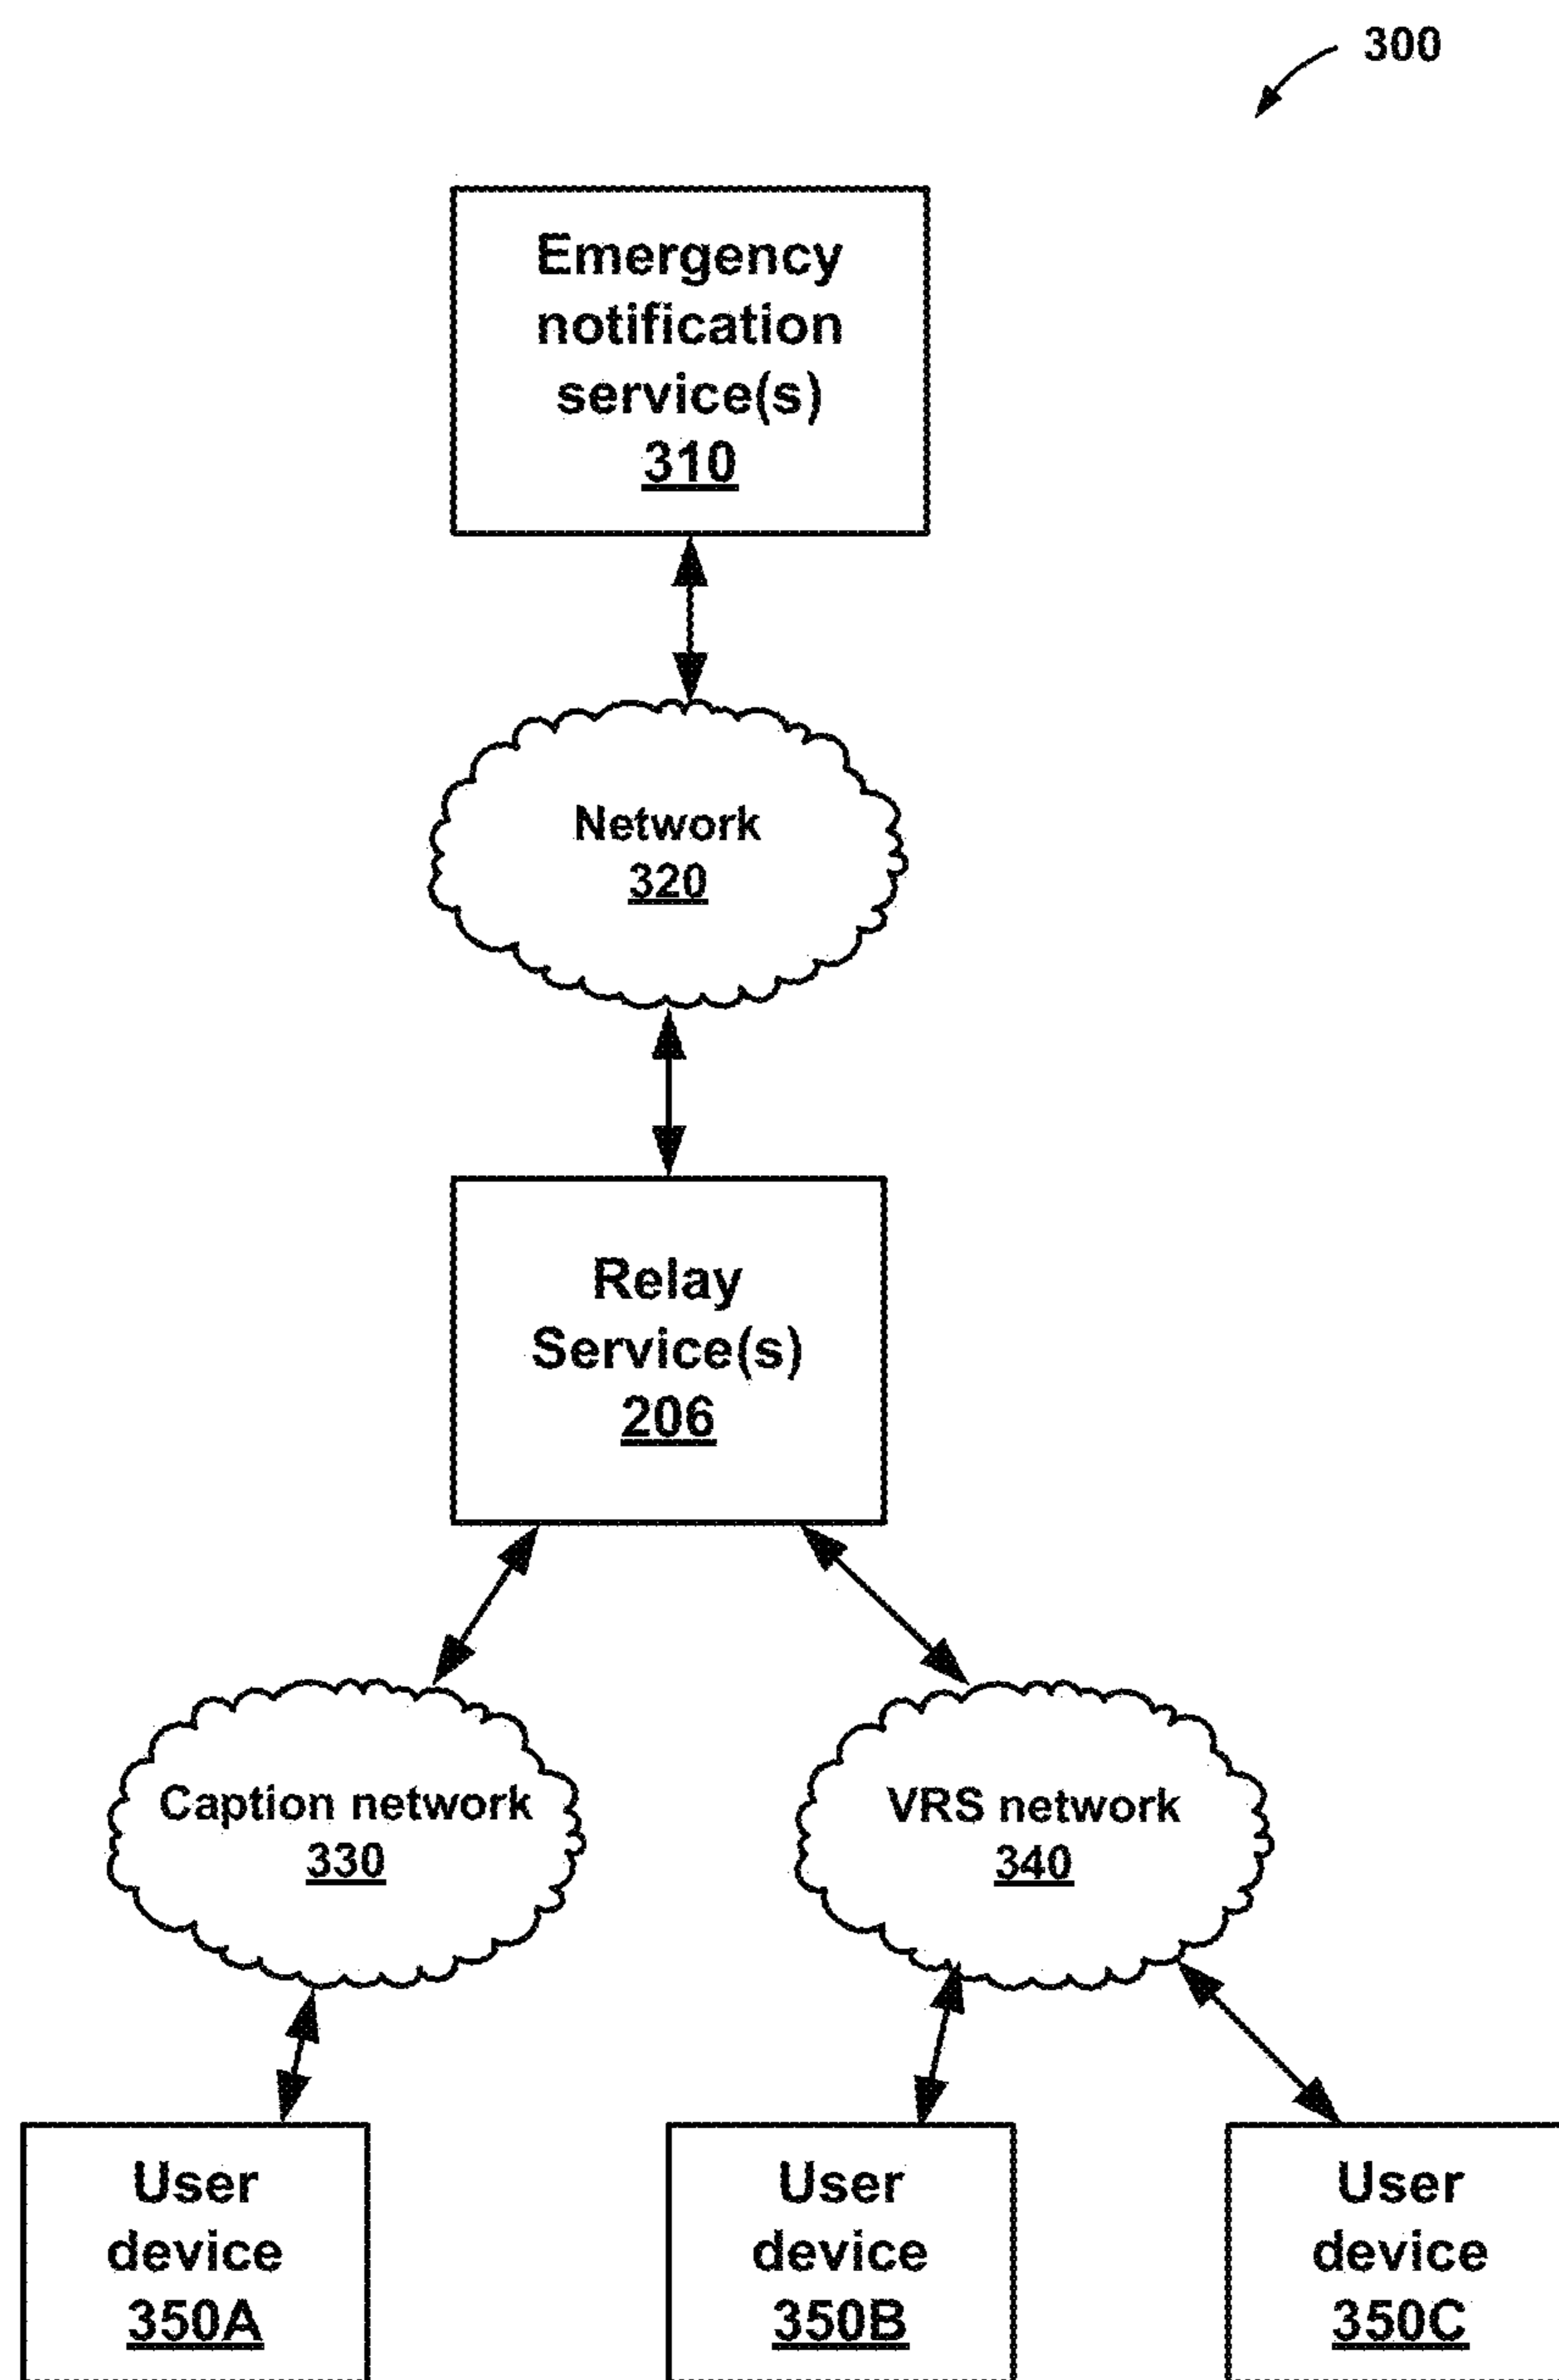 300
Emergency
notification
service(s)
310
Network
320
Relay
Service(s)
206
Caption network
330
VRS network
340
User
device
350A
User
device
350B
User
device
350C